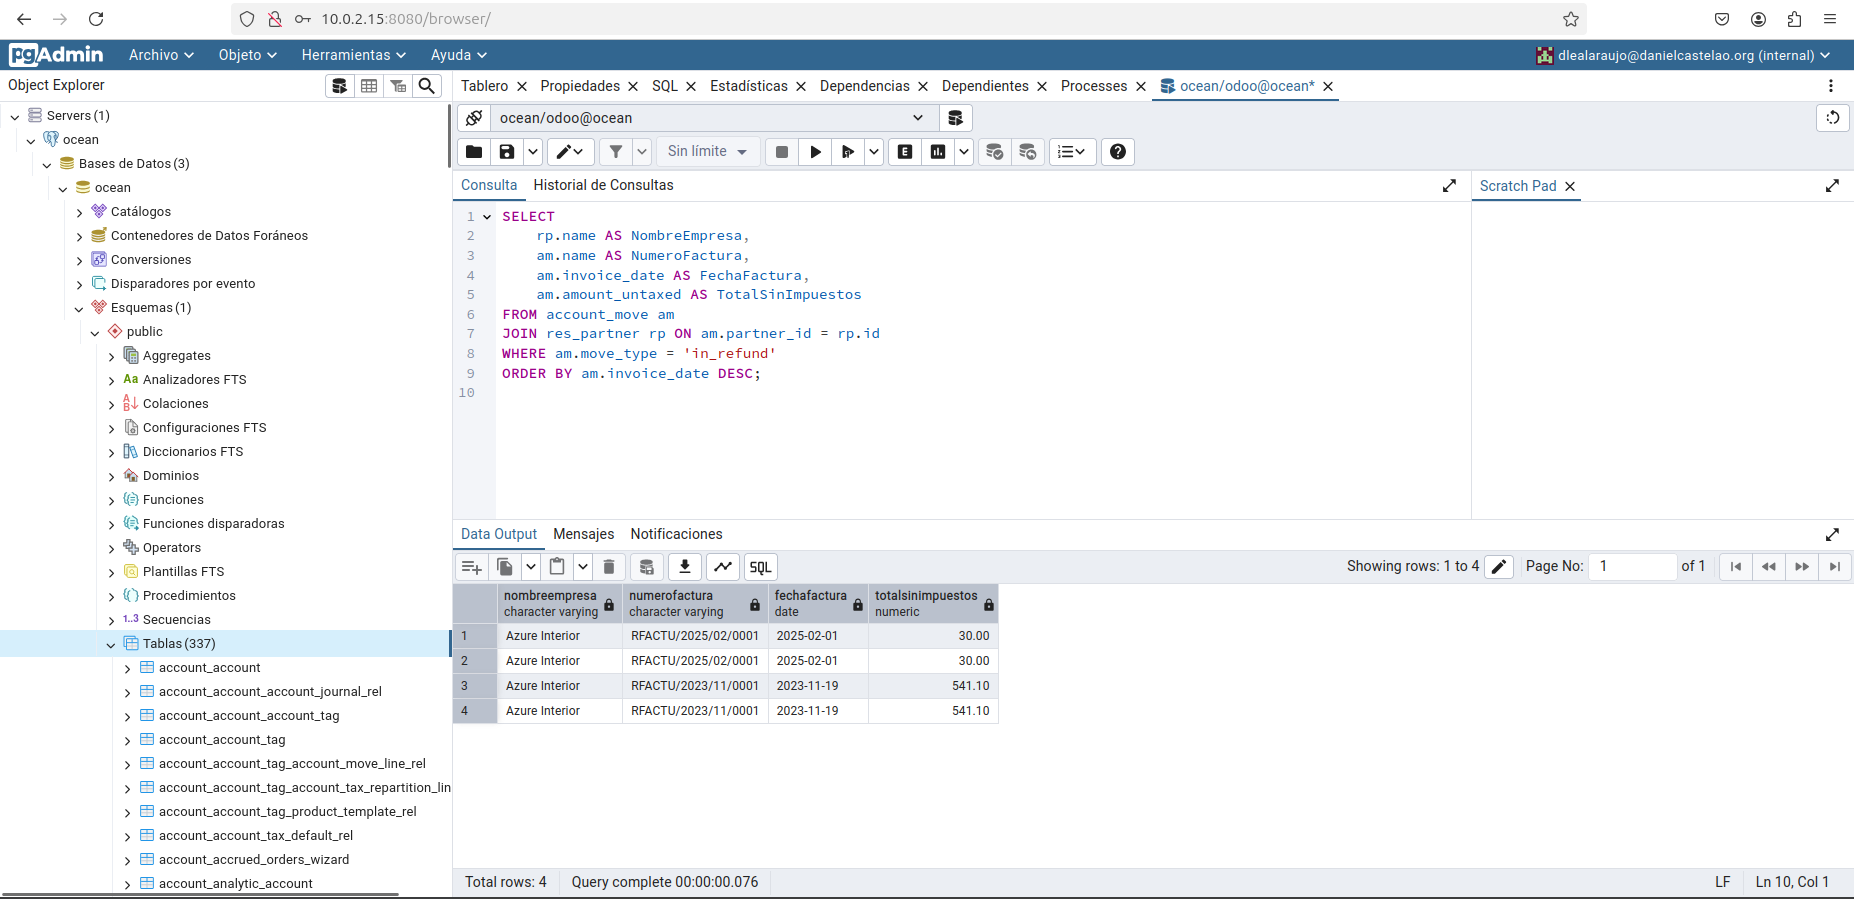 10.0.2.15:8080/browser/
pgAdmin Archivo Objeto Herramientas Ayuda dlealaraujo@danielcastelao.org (internal)
Object Explorer
Tablero Propiedades SQL Estadísticas Dependencias Dependientes Processes ocean/odoo@ocean*
Servers (1)
ocean
Bases de Datos (3)
ocean
Catálogos
Contenedores de Datos Foráneos
Conversiones
Disparadores por evento
Esquemas (1)
public
Aggregates
Aa Analizadores FTS
Colaciones
Configuraciones FTS
Diccionarios FTS
Dominios
Funciones
Funciones disparadoras
Operators
Plantillas FTS
Procedimientos
1..3 Secuencias
Tablas (337)
account_account
account_account_account_journal_rel
account_account_account_tag
account_account_tag
account_account_tag_account_move_line_rel
account_account_tag_account_tax_repartition_lin
account_account_tag_product_template_rel
account_account_tax_default_rel
account_accrued_orders_wizard
account_analytic_account
ocean/odoo@ocean
Sin límite
Consulta Historial de Consultas
Scratch Pad
1 SELECT
2 rp.name AS NombreEmpresa,
3 am.name AS NumeroFactura,
4 am.invoice_date AS FechaFactura,
5 am.amount_untaxed AS TotalSinImpuestos
6 FROM account_move am
7 JOIN res_partner rp ON am.partner_id = rp.id
8 WHERE am.move_type = 'in_refund'
9 ORDER BY am.invoice_date DESC;
10
Data Output Mensajes Notificaciones
SQL Showing rows: 1 to 4 Page No: 1 of 1
nombreempresa numerofactura fechafactura totalsinimpuestos
character varying character varying date numeric
1 Azure Interior RFACTU/2025/02/0001 2025-02-01 30.00
2 Azure Interior RFACTU/2025/02/0001 2025-02-01 30.00
3 Azure Interior RFACTU/2023/11/0001 2023-11-19 541.10
4 Azure Interior RFACTU/2023/11/0001 2023-11-19 541.10
Total rows: 4 Query complete 00:00:00.076 LF Ln 10, Col 1